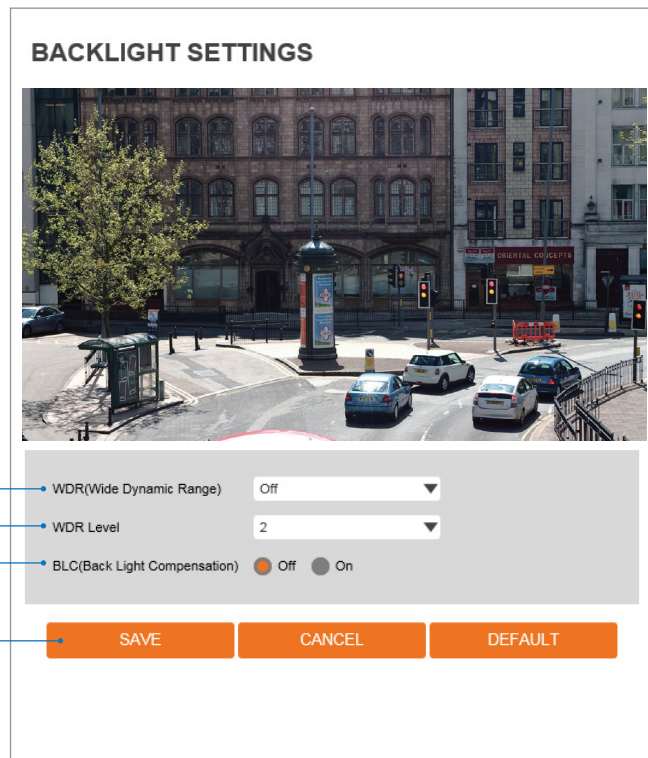 BACKLIGHT SETTINGS
ORIENTAL CONCEPTS
WDR(Wide Dynamic Range) Off
WDR Level 2
BLC(Back Light Compensation) Off On
SAVE CANCEL DEFAULT